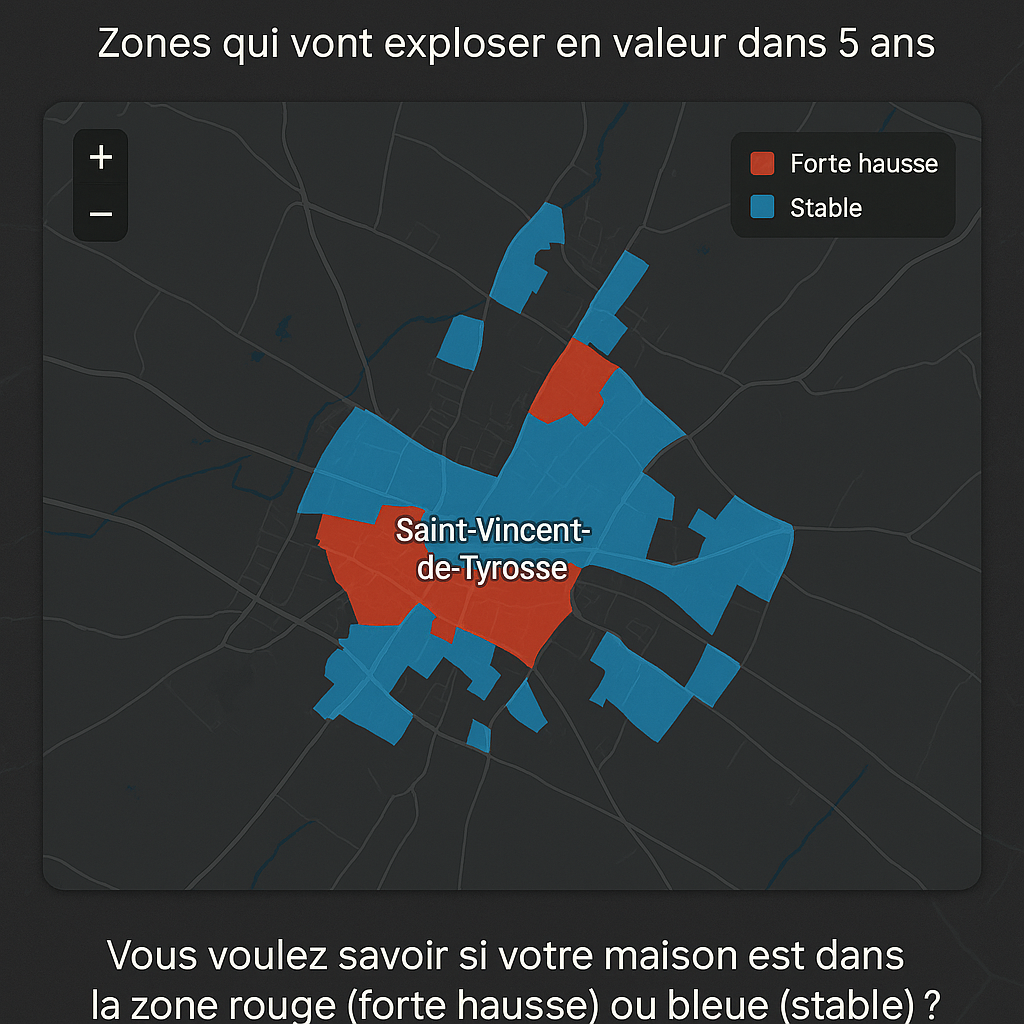 Zones qui vont exploser en valeur dans 5 ans
+
−
Forte hausse
Stable
Saint-Vincent-
de-Tyrosse
Vous voulez savoir si votre maison est dans
la zone rouge (forte hausse) ou bleue (stable) ?